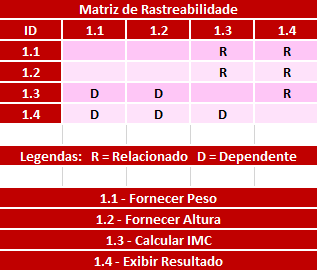 Matriz de Rastreabilidade
ID 1.1 1.2 1.3 1.4
1.1 R R
1.2 R R
1.3 D D R
1.4 D D D
Legendas: R = Relacionado D = Dependente
1.1 - Fornecer Peso
1.2 - Fornecer Altura
1.3 - Calcular IMC
1.4 - Exibir Resultado